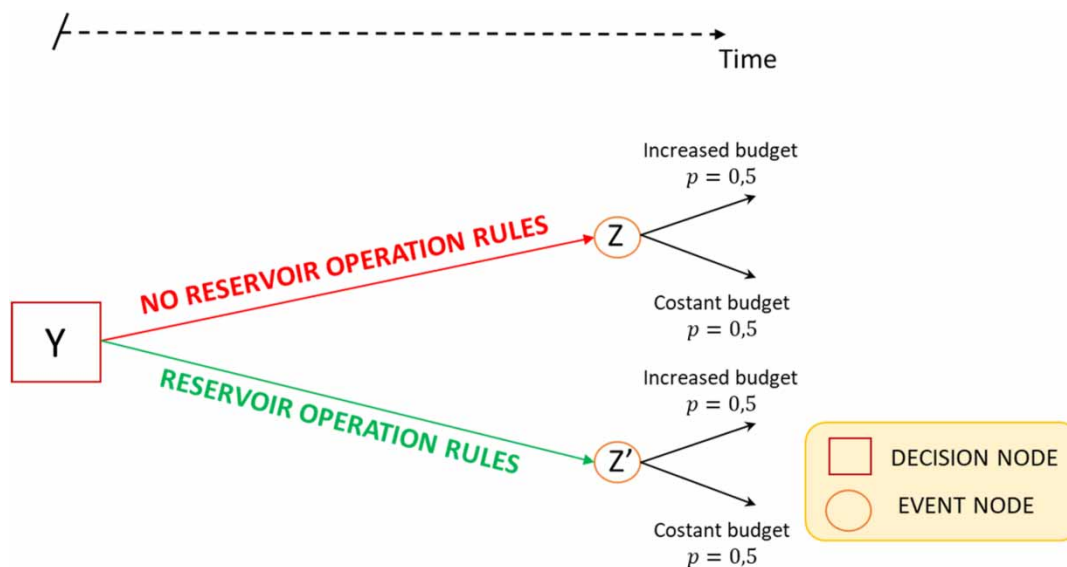 Time
Increased budget
p = 0,5
NO RESERVOIR OPERATION RULES
Z
Costant budget
p = 0,5
Y
RESERVOIR OPERATION RULES
Increased budget
p = 0,5
Z’
Costant budget
p = 0,5
DECISION NODE
EVENT NODE